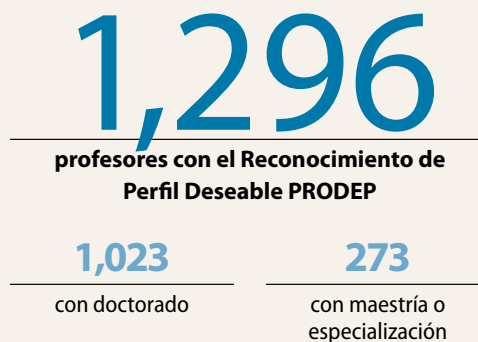 1,296
profesores con el Reconocimiento de
Perfil Deseable PRODEP
1,023
con doctorado
273
con maestría o
especialización